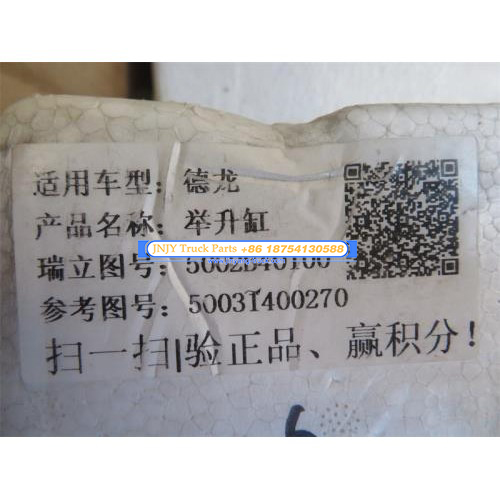 适用车型：德龙
产品名称：举升缸
JNJY Truck Parts +86 18754130588
瑞立图号：
参考图号：5003T400270
扫一扫|验正品、赢积分！